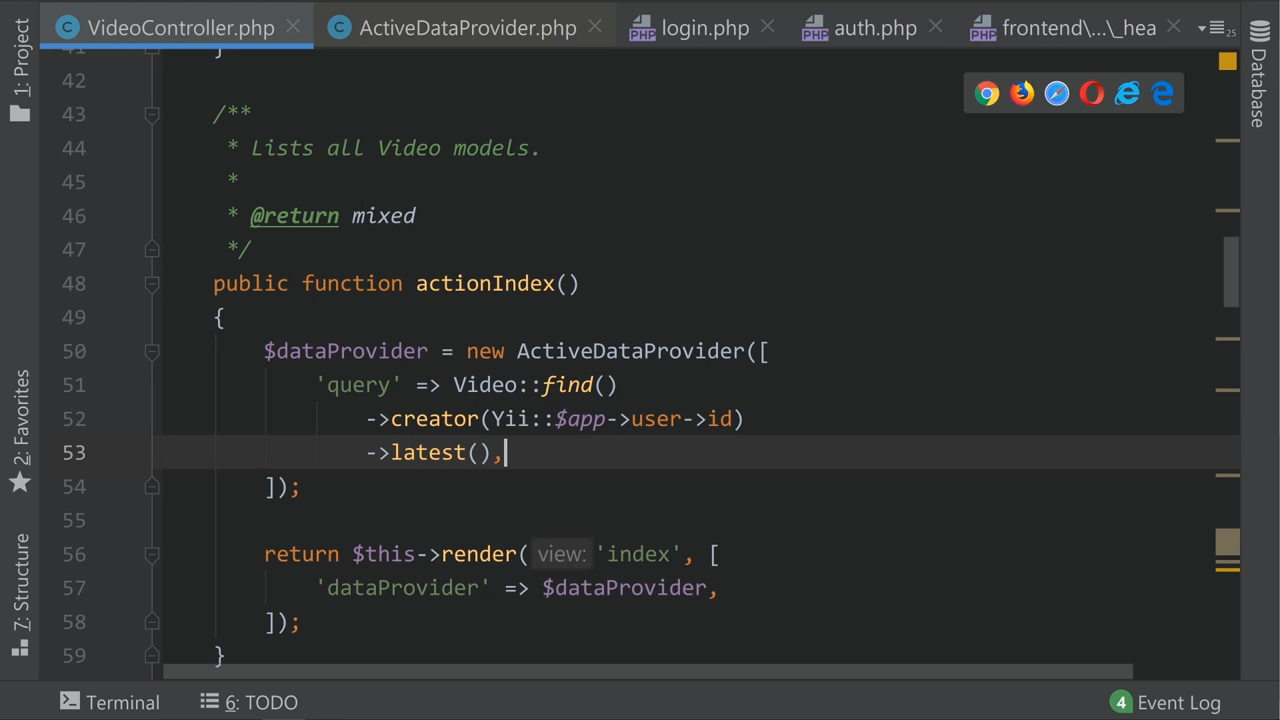 VideoController.php ActiveDataProvider.php login.php auth.php frontend\...\_hea 25
1: Project
2: Favorites
7: Structure
Database
41 }
42
43 /**
44 * Lists all Video models.
45 *
46 * @return mixed
47 */
48 public function actionIndex()
49 {
50 $dataProvider = new ActiveDataProvider([
51 'query' => Video::find()
52 ->creator(Yii::$app->user->id)
53 ->latest(),
54 ]);
55
56 return $this->render( view: 'index', [
57 'dataProvider' => $dataProvider,
58 ]);
59 }
Terminal 6: TODO 4 Event Log